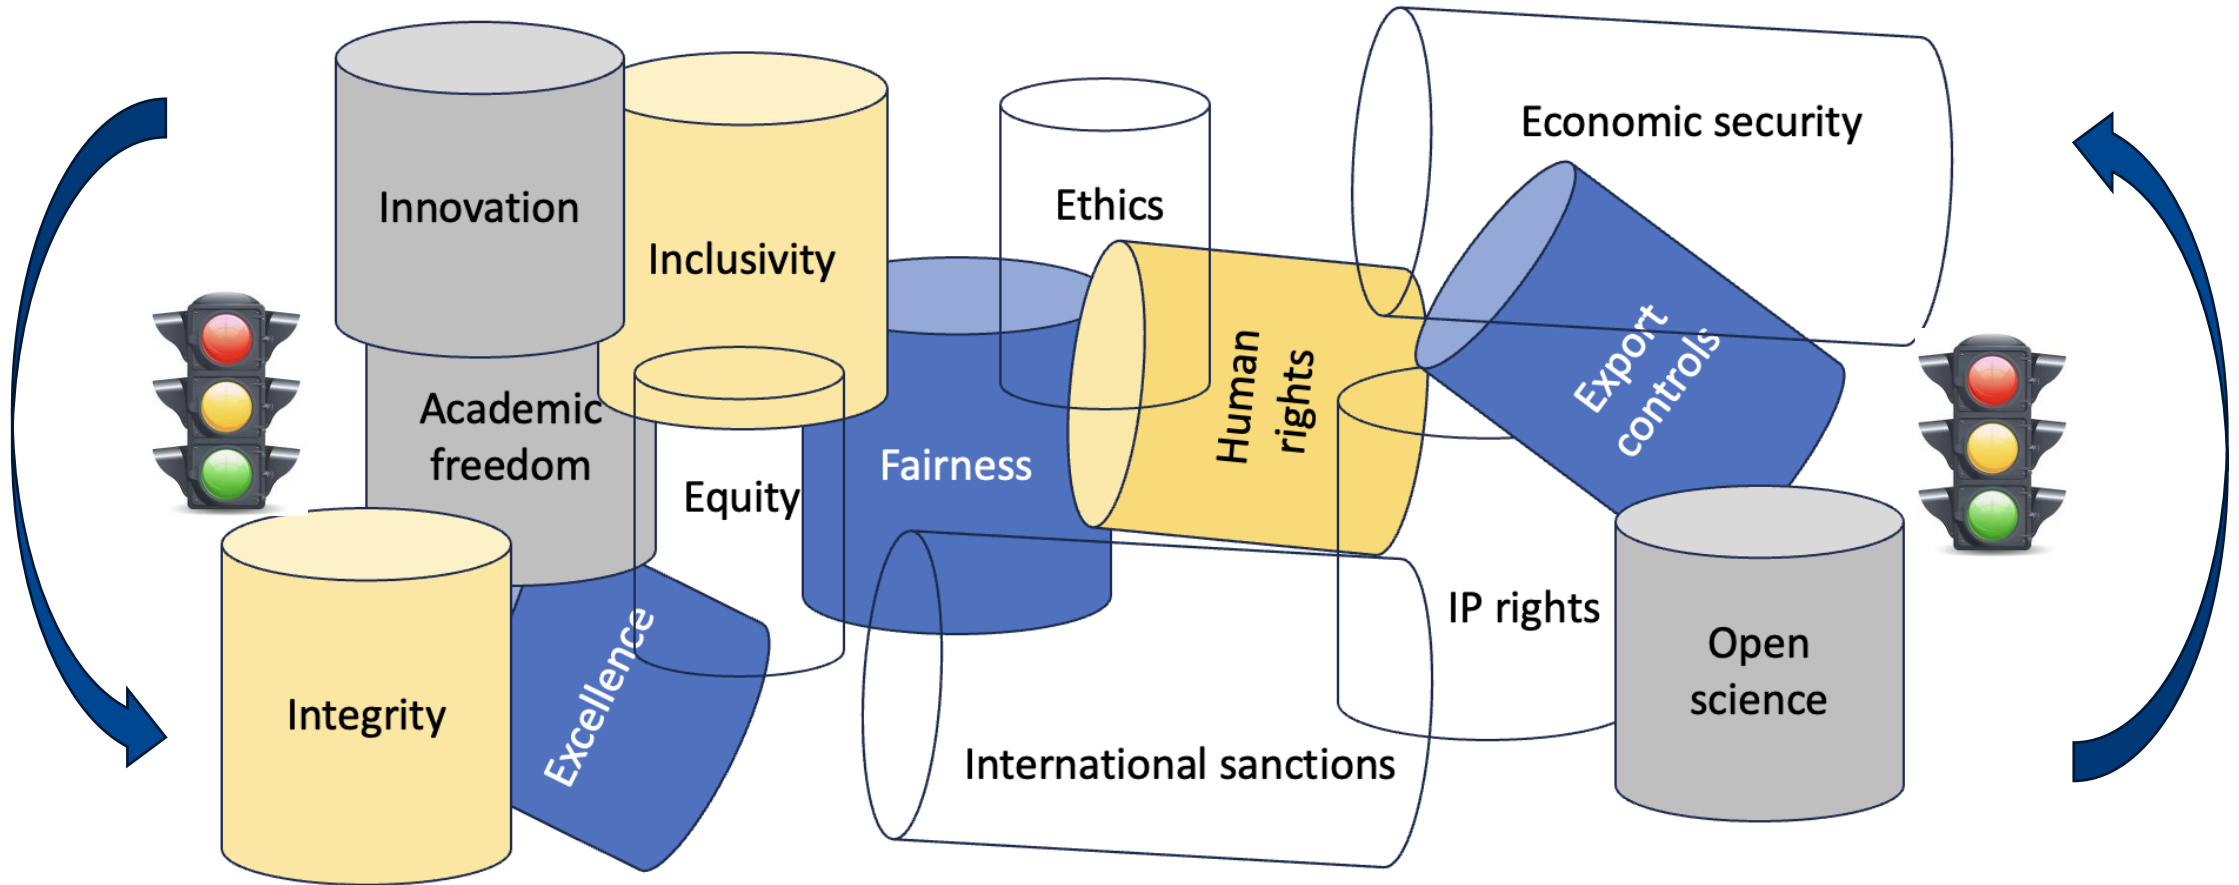 Innovation
Inclusivity
Ethics
Economic security
Academic
freedom
Equity
Fairness
Human
rights
Export
controls
Integrity
Excellence
International sanctions
IP rights
Open
science